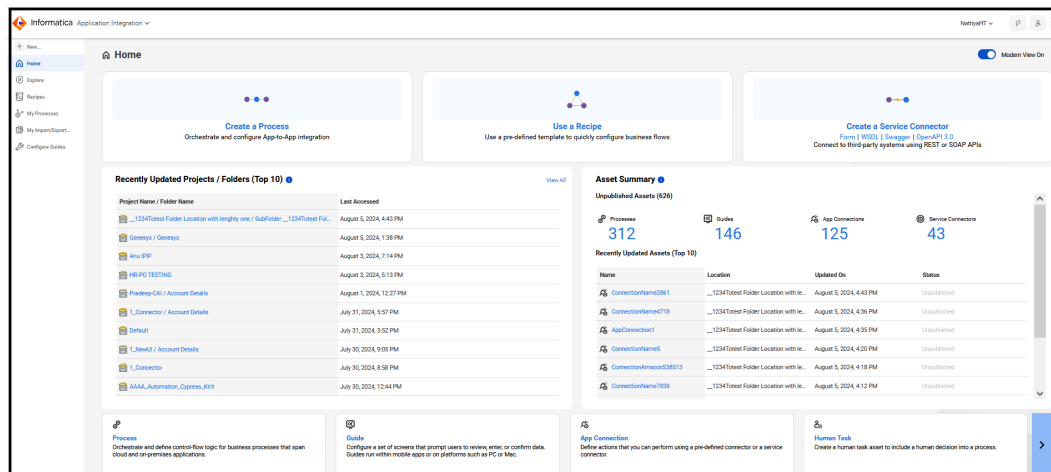 Informatica Application Integration
NattiyaHT
New...
Home
Explore
Recipes
My Processes
My Import/Export...
Configure Guides
Home
Modern View On
Create a Process
Orchestrate and configure App-to-App integration
Use a Recipe
Use a pre-defined template to quickly configure business flows
Create a Service Connector
Form | WSDL | Swagger | OpenAPI 3.0
Connect to third-party systems using REST or SOAP APIs
Recently Updated Projects / Folders (Top 10)
View All
Project Name / Folder Name Last Accessed
__1234Totest Folder Location with lenghty one / SubFolder __1234Totest Fol... August 5, 2024, 4:43 PM
Genesys / Genesys August 5, 2024, 1:38 PM
Anu IPIP August 3, 2024, 7:14 PM
HR-PO TESTING August 3, 2024, 5:13 PM
Pradeep-CAI / Account Details August 1, 2024, 12:27 PM
1_Connector / Account Details July 31, 2024, 5:57 PM
Default July 31, 2024, 3:52 PM
1_NewUI / Account Details July 30, 2024, 9:05 PM
1_Connector July 30, 2024, 8:58 PM
AAAA_Automation_Cypress_Kinl July 30, 2024, 12:44 PM
Asset Summary
Unpublished Assets (626)
Processes Guides App Connections Service Connectors
312 146 125 43
Recently Updated Assets (Top 10)
Name Location Updated On Status
ConnectionName2861 __1234Totest Folder Location with le... August 5, 2024, 4:43 PM Unpublished
ConnectionName4718 __1234Totest Folder Location with le... August 5, 2024, 4:36 PM Unpublished
AppConnection1 __1234Totest Folder Location with le... August 5, 2024, 4:35 PM Unpublished
ConnectionNameS __1234Totest Folder Location with le... August 5, 2024, 4:20 PM Unpublished
ConnectionAmazonS38513 __1234Totest Folder Location with le... August 5, 2024, 4:18 PM Unpublished
ConnectionName7838 __1234Totest Folder Location with le... August 5, 2024, 4:12 PM Unpublished
Process
Orchestrate and define control-flow logic for business processes that span
cloud and on-premises applications.
Guide
Configure a set of screens that prompt users to review, enter, or confirm data.
Guides run within mobile apps or on platforms such as PC or Mac.
App Connection
Define actions that you can perform using a pre-defined connector or a service
connector.
Human Task
Create a human task asset to include a human decision into a process.